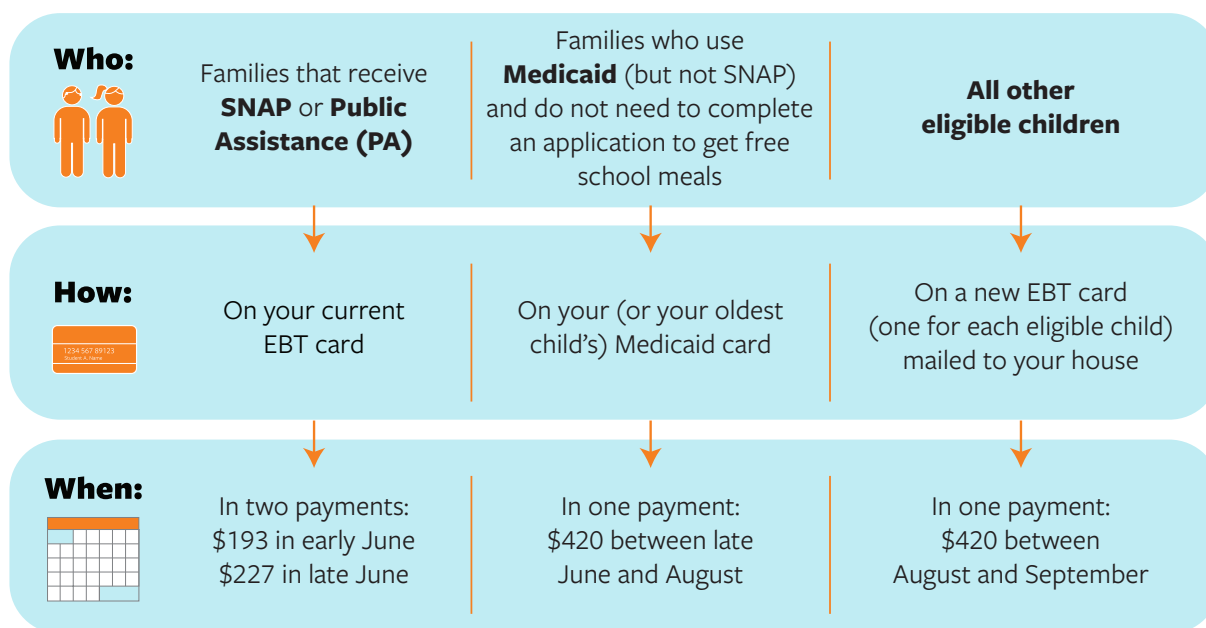 Who:
Families that receive
SNAP or Public
Assistance (PA)
Families who use
Medicaid (but not SNAP)
and do not need to complete
an application to get free
school meals
All other
eligible children
How:
1234 567 89123
Student A. Name
On your current
EBT card
On your (or your oldest
child’s) Medicaid card
On a new EBT card
(one for each eligible child)
mailed to your house
When:
In two payments:
$193 in early June
$227 in late June
In one payment:
$420 between late
June and August
In one payment:
$420 between
August and September